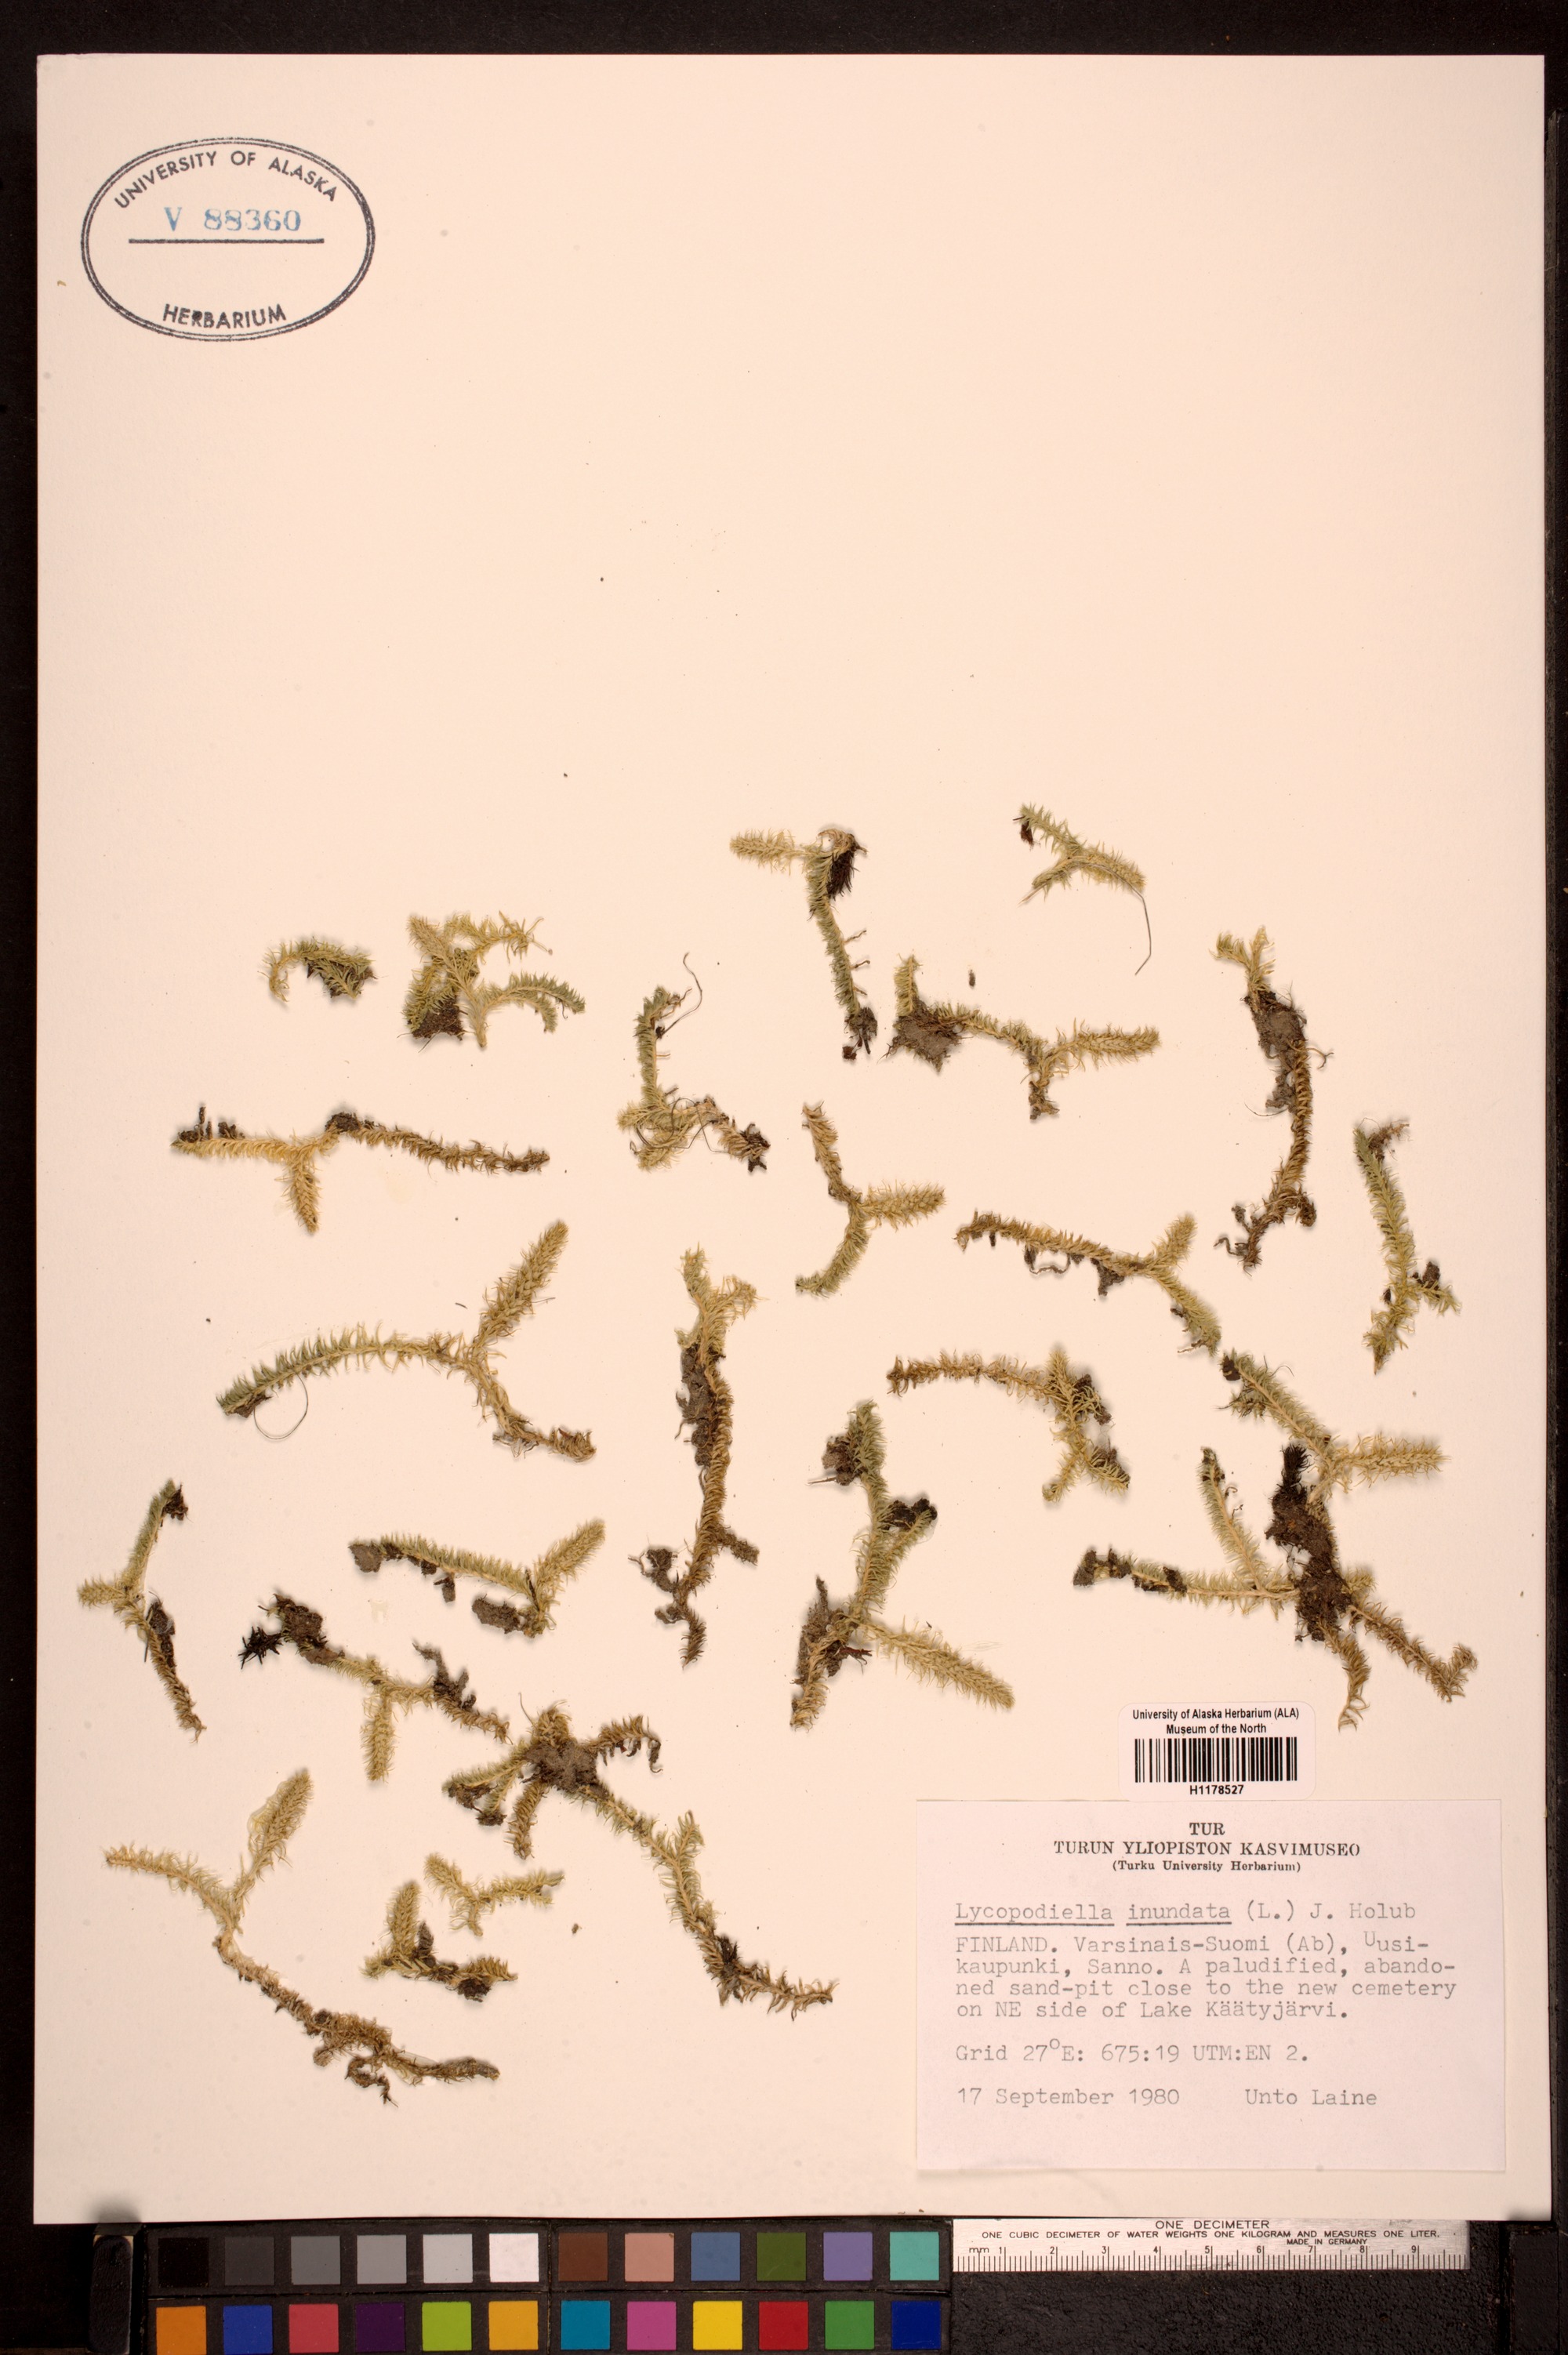 UNIVERSITY OF ALASKA
V 88360
HERBARIUM
University of Alaska Herbarium (ALA)
Museum of the North
H1178527
TUR
TURUN YLIOPISTON KASVIMUSEO
(Turku University Herbarium)
Lycopodiella inundata (L.) J. Holub
FINLAND. Varsinais-Suomi (Ab), Uusi-
kaupunki, Sanno. A paludified, abando-
ned sand-pit close to the new cemetery
on NE side of Lake Käätyjärvi.
Grid 27°E: 675:19 UTM:EN 2.
17 September 1980 Unto Laine
ONE DECIMETER
ONE CUBIC DECIMETER OF WATER WEIGHTS ONE KILOGRAM AND MEASURES ONE LITER.
MADE IN GERMANY
mm 1 2 3 4 5 6 7 8 9